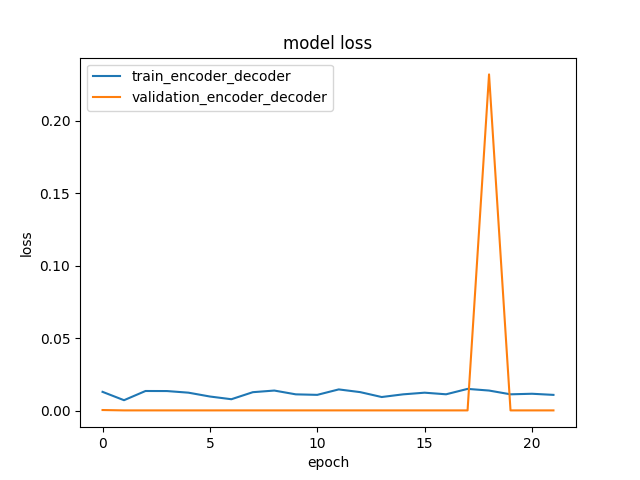 model loss
train_encoder_decoder
validation_encoder_decoder
0.20
0.15
0.10
0.05
0.00
loss
0 5 10 15 20
epoch